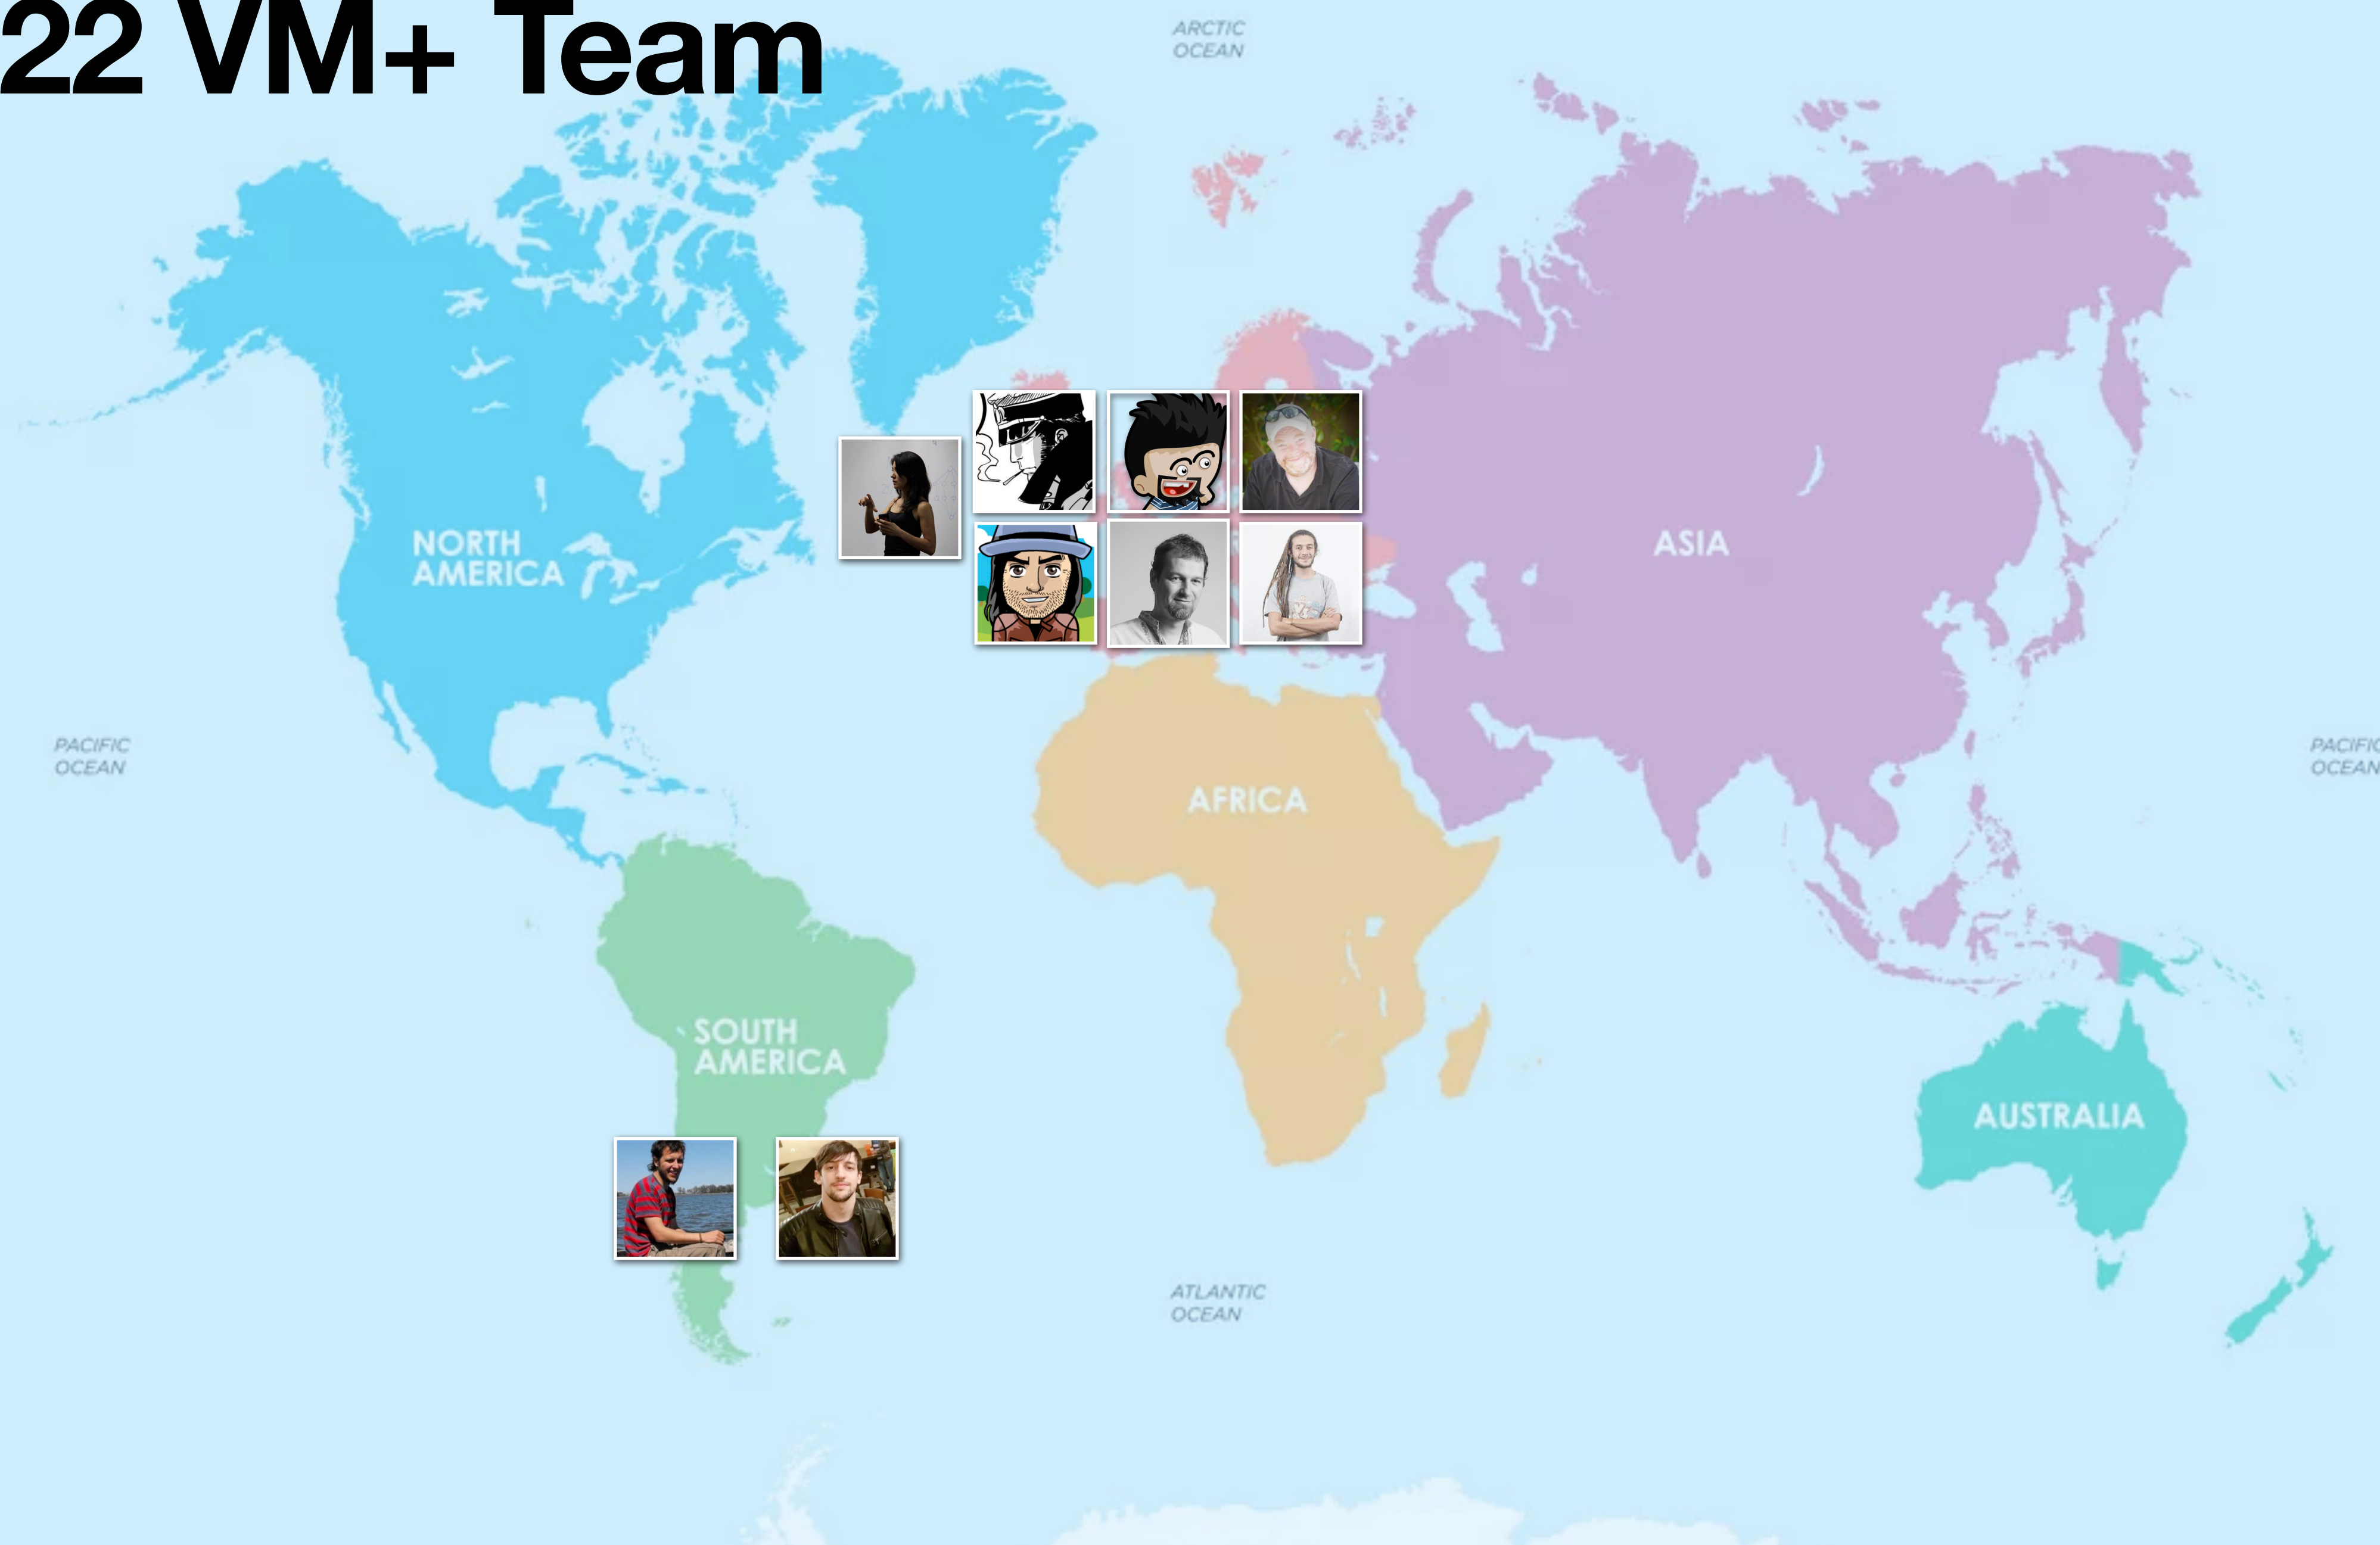 22 VM+ Team
ARCTIC
OCEAN
NORTH
AMERICA
ASIA
PACIFIC
OCEAN
PACIFIC
OCEAN
AFRICA
SOUTH
AMERICA
AUSTRALIA
ATLANTIC
OCEAN